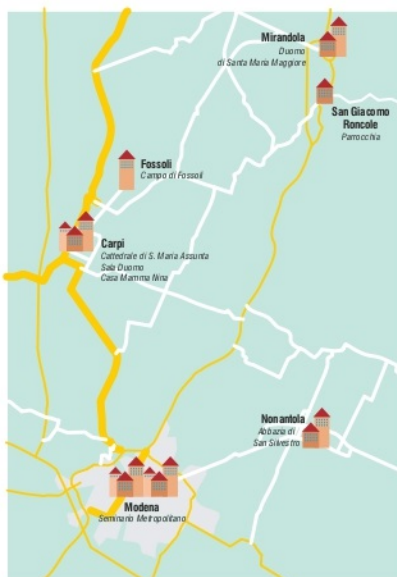 Mirandola
Duomo
di Santa Maria Maggiore
San Giacomo
Roncole
Parrocchia
Fossoli
Campo di Fossoli
Carpi
Cattedrale di S. Maria Assunta
Sala Duomo
Casa Mamma Nina
Nonantola
Abbazia di
San Silvestro
Modena
Seminario Metropolitano